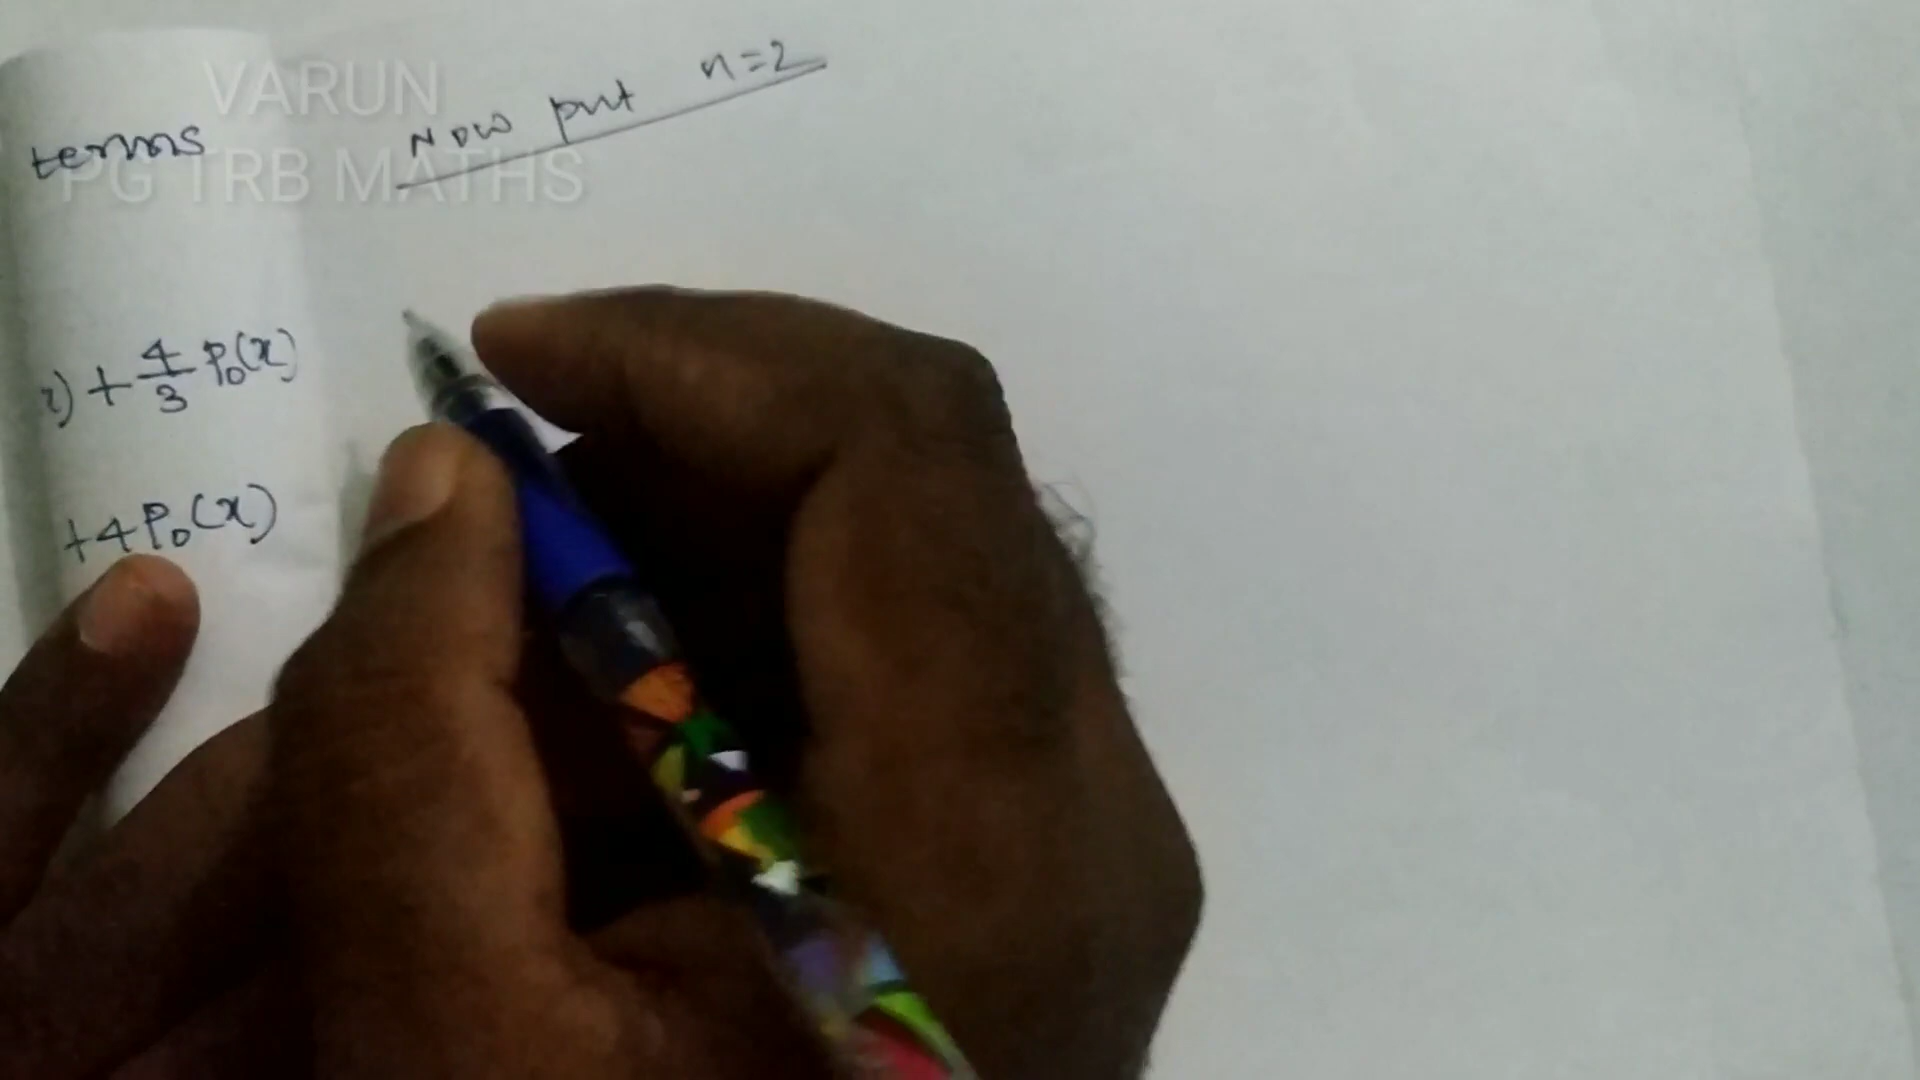 VARUN
PG TRB MATHS
terms
Now put n=2
x) + 4/3 P₀(x)
+4P₀(x)